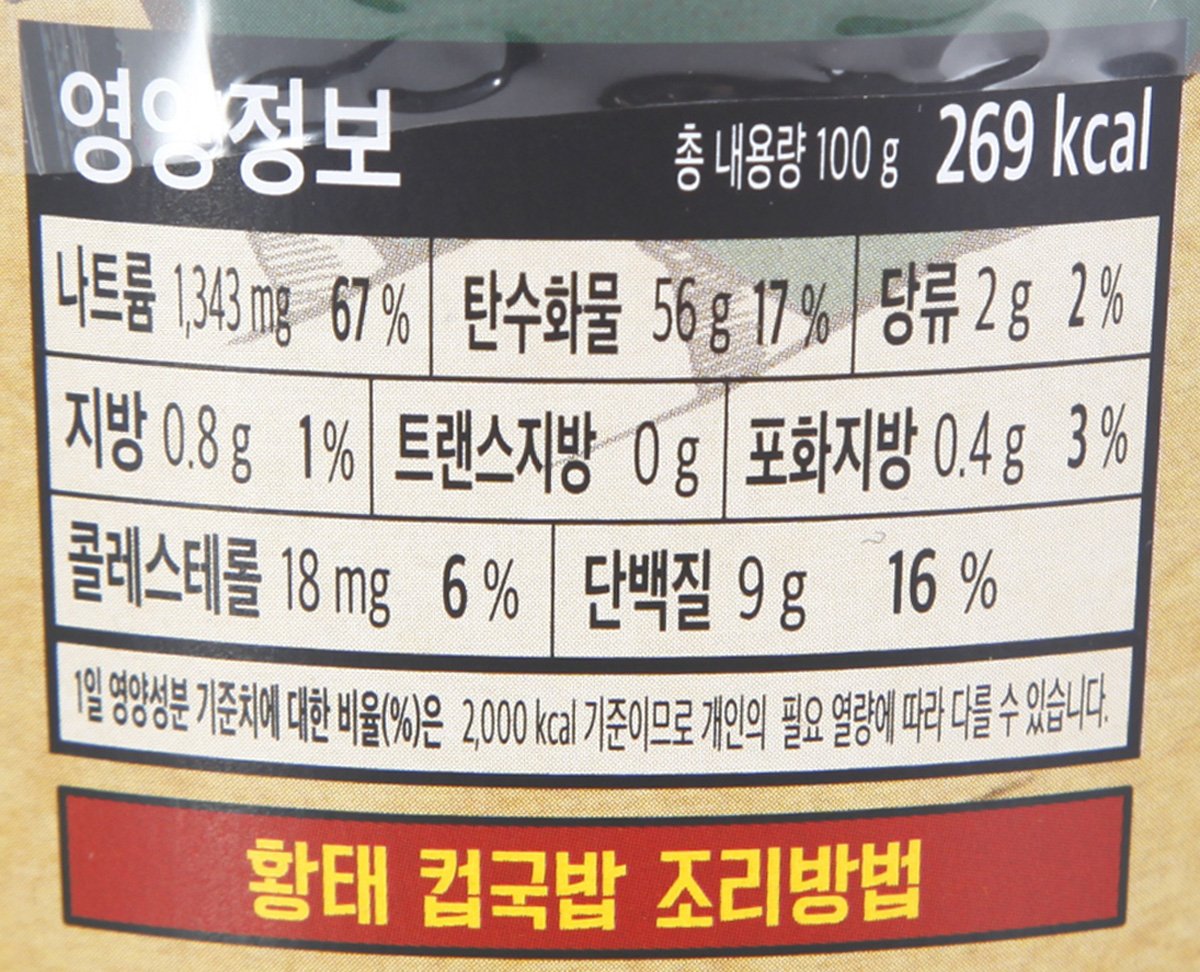 영양정보 총 내용량 100 g 269 kcal
나트륨 1,343 mg 67 % 탄수화물 56 g 17 % 당류 2 g 2 %
지방 0.8 g 1 % 트랜스지방 0 g 포화지방 0.4 g 3 %
콜레스테롤 18 mg 6 % 단백질 9 g 16 %
1일 영양성분 기준치에 대한 비율(%)은 2,000 kcal 기준이므로 개인의 필요 열량에 따라 다를 수 있습니다.
황태 컵국밥 조리방법